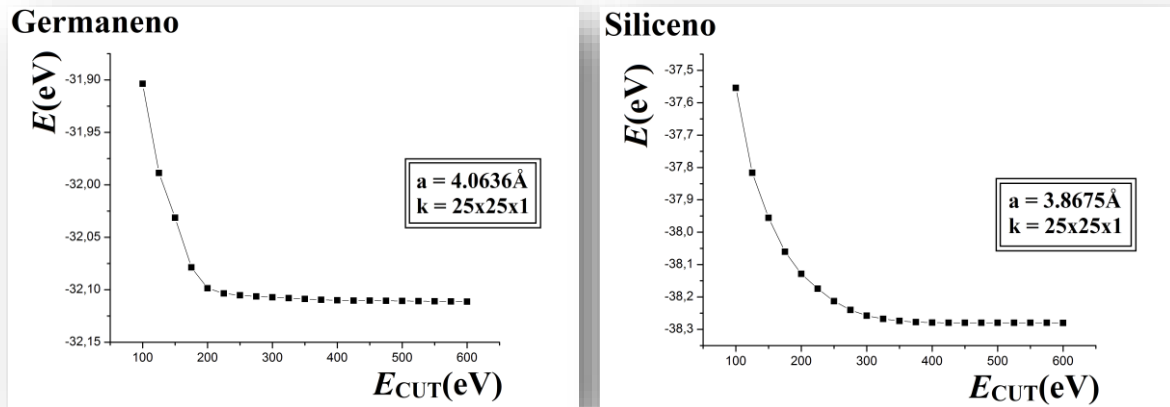 Germaneno
E(eV)
-31,90
-31,95
-32,00
-32,05
-32,10
-32,15
a = 4.0636Å
k = 25x25x1
100 200 300 400 500 600
E_CUT(eV)
Siliceno
E(eV)
-37,5
-37,6
-37,7
-37,8
-37,9
-38,0
-38,1
-38,2
-38,3
a = 3.8675Å
k = 25x25x1
100 200 300 400 500 600
E_CUT(eV)